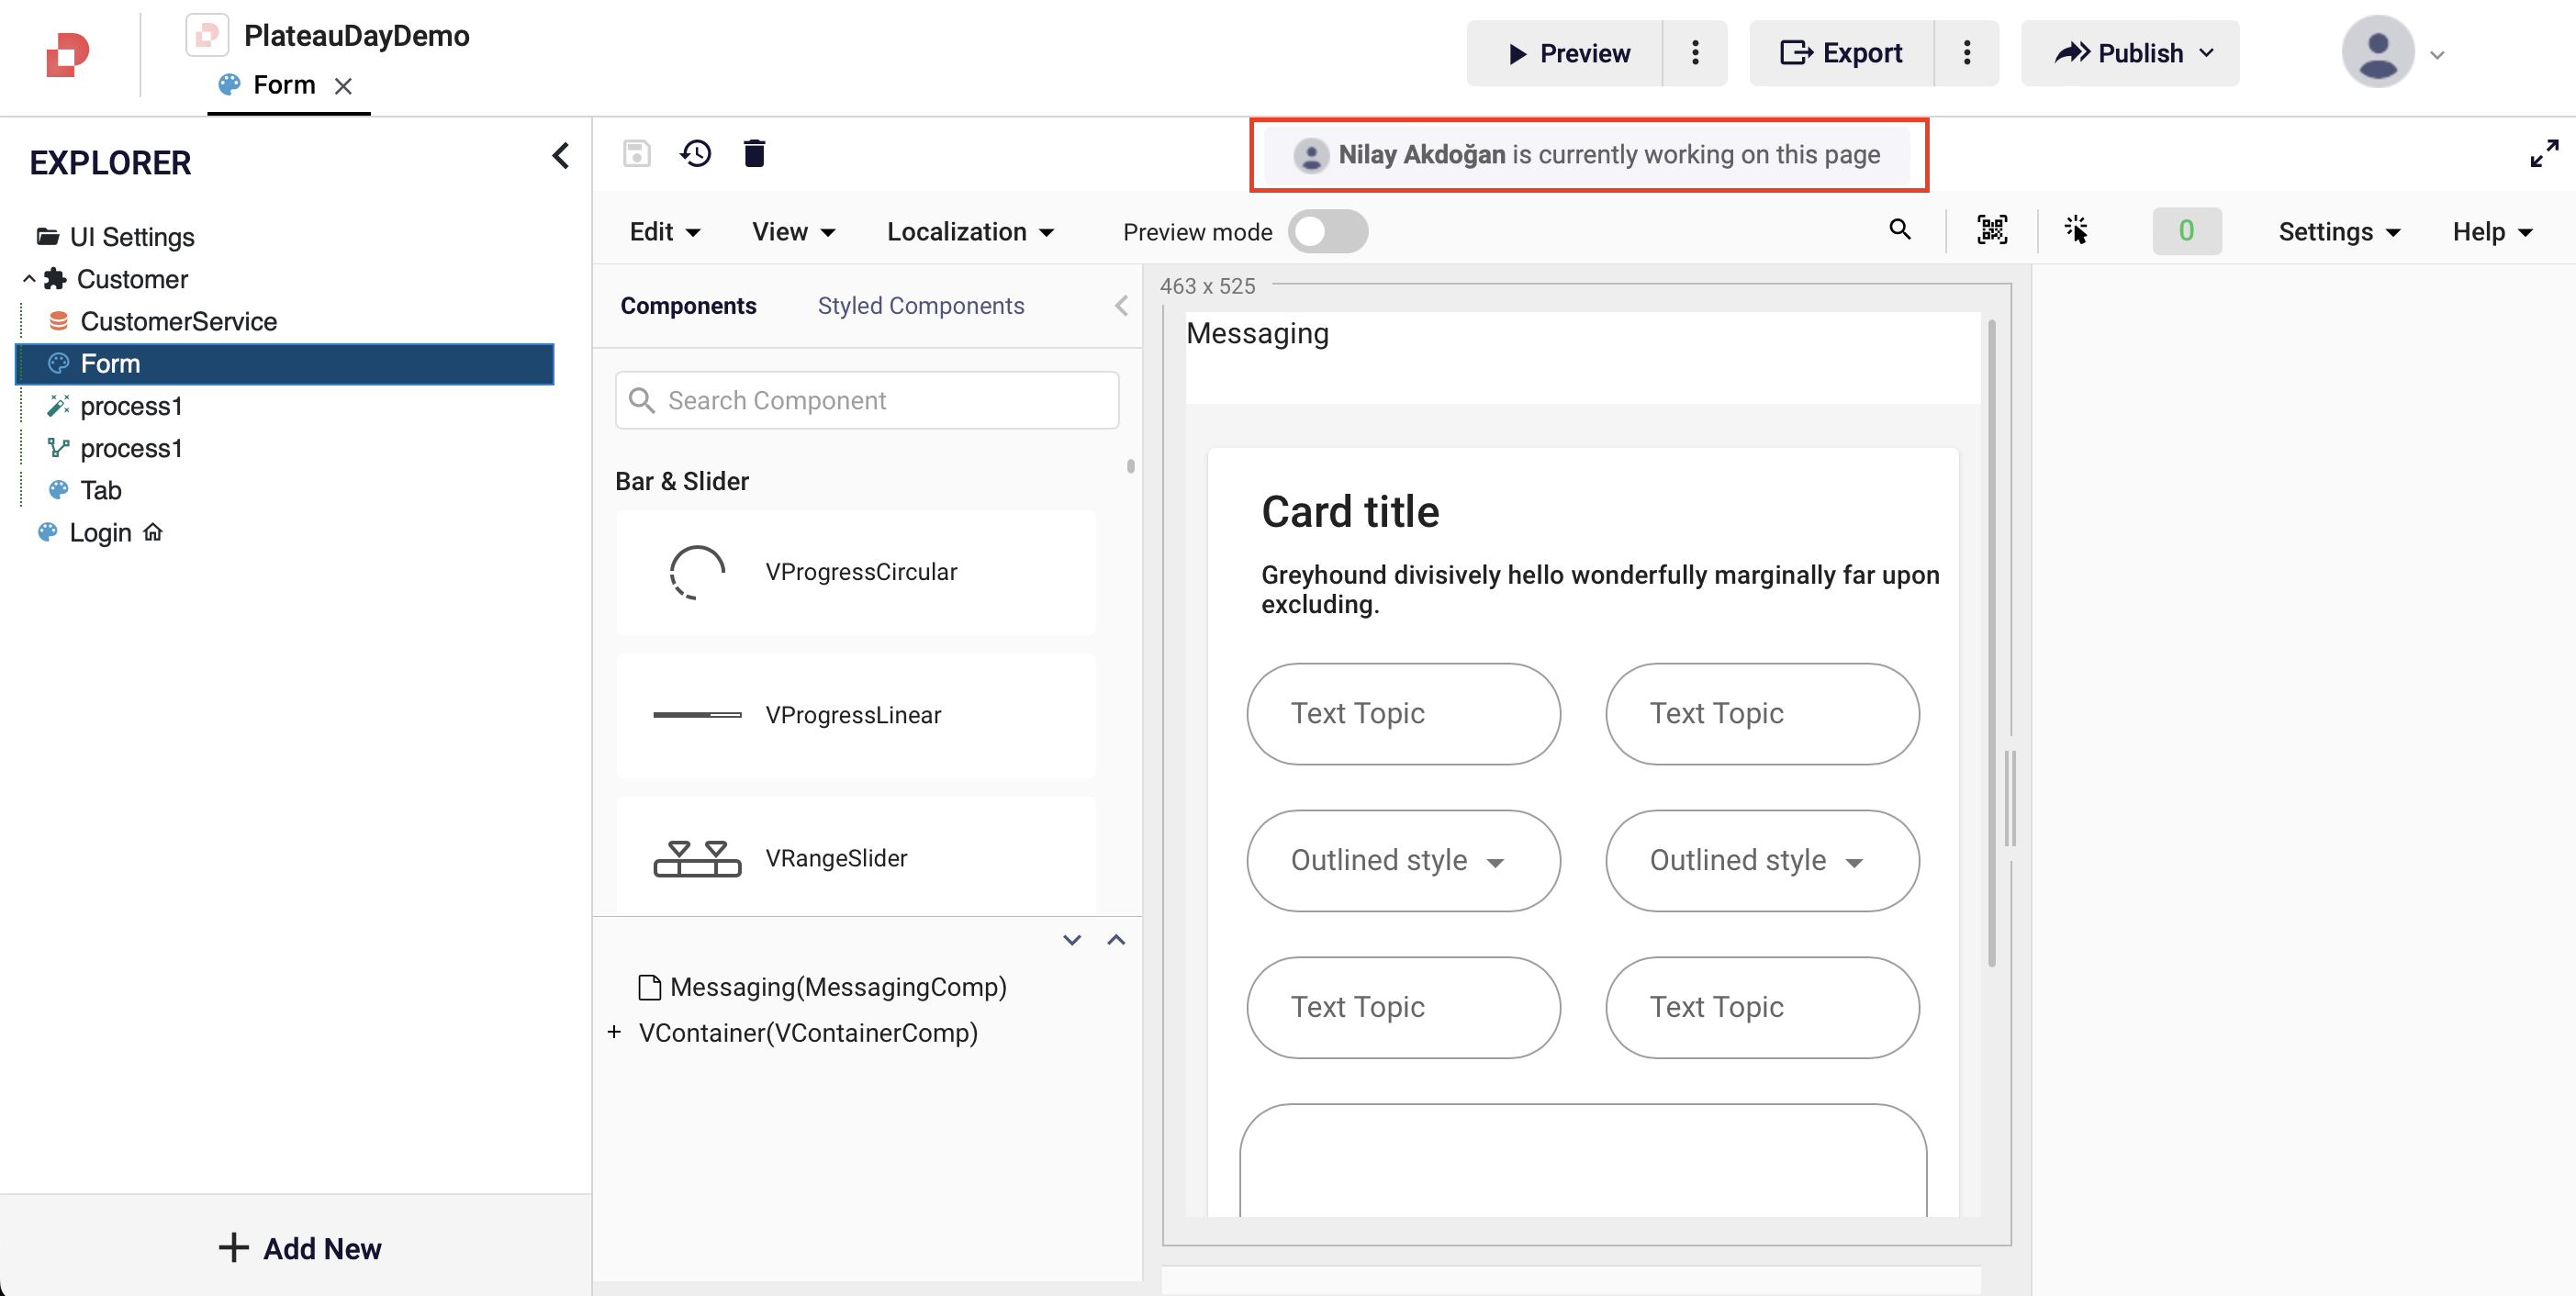 PlateauDayDemo
Form
Preview
Export
Publish
EXPLORER
UI Settings
Customer
CustomerService
Form
process1
process1
Tab
Login
Add New
Nilay Akdoğan is currently working on this page
Edit
View
Localization
Preview mode
0
Settings
Help
Components
Styled Components
Search Component
Bar & Slider
VProgressCircular
VProgressLinear
VRangeSlider
Messaging(MessagingComp)
+ VContainer(VContainerComp)
463 x 525
Messaging
Card title
Greyhound divisively hello wonderfully marginally far upon
excluding.
Text Topic
Text Topic
Outlined style
Outlined style
Text Topic
Text Topic